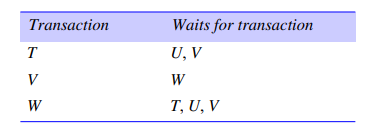 Transaction Waits for transaction
T U, V
V W
W T, U, V